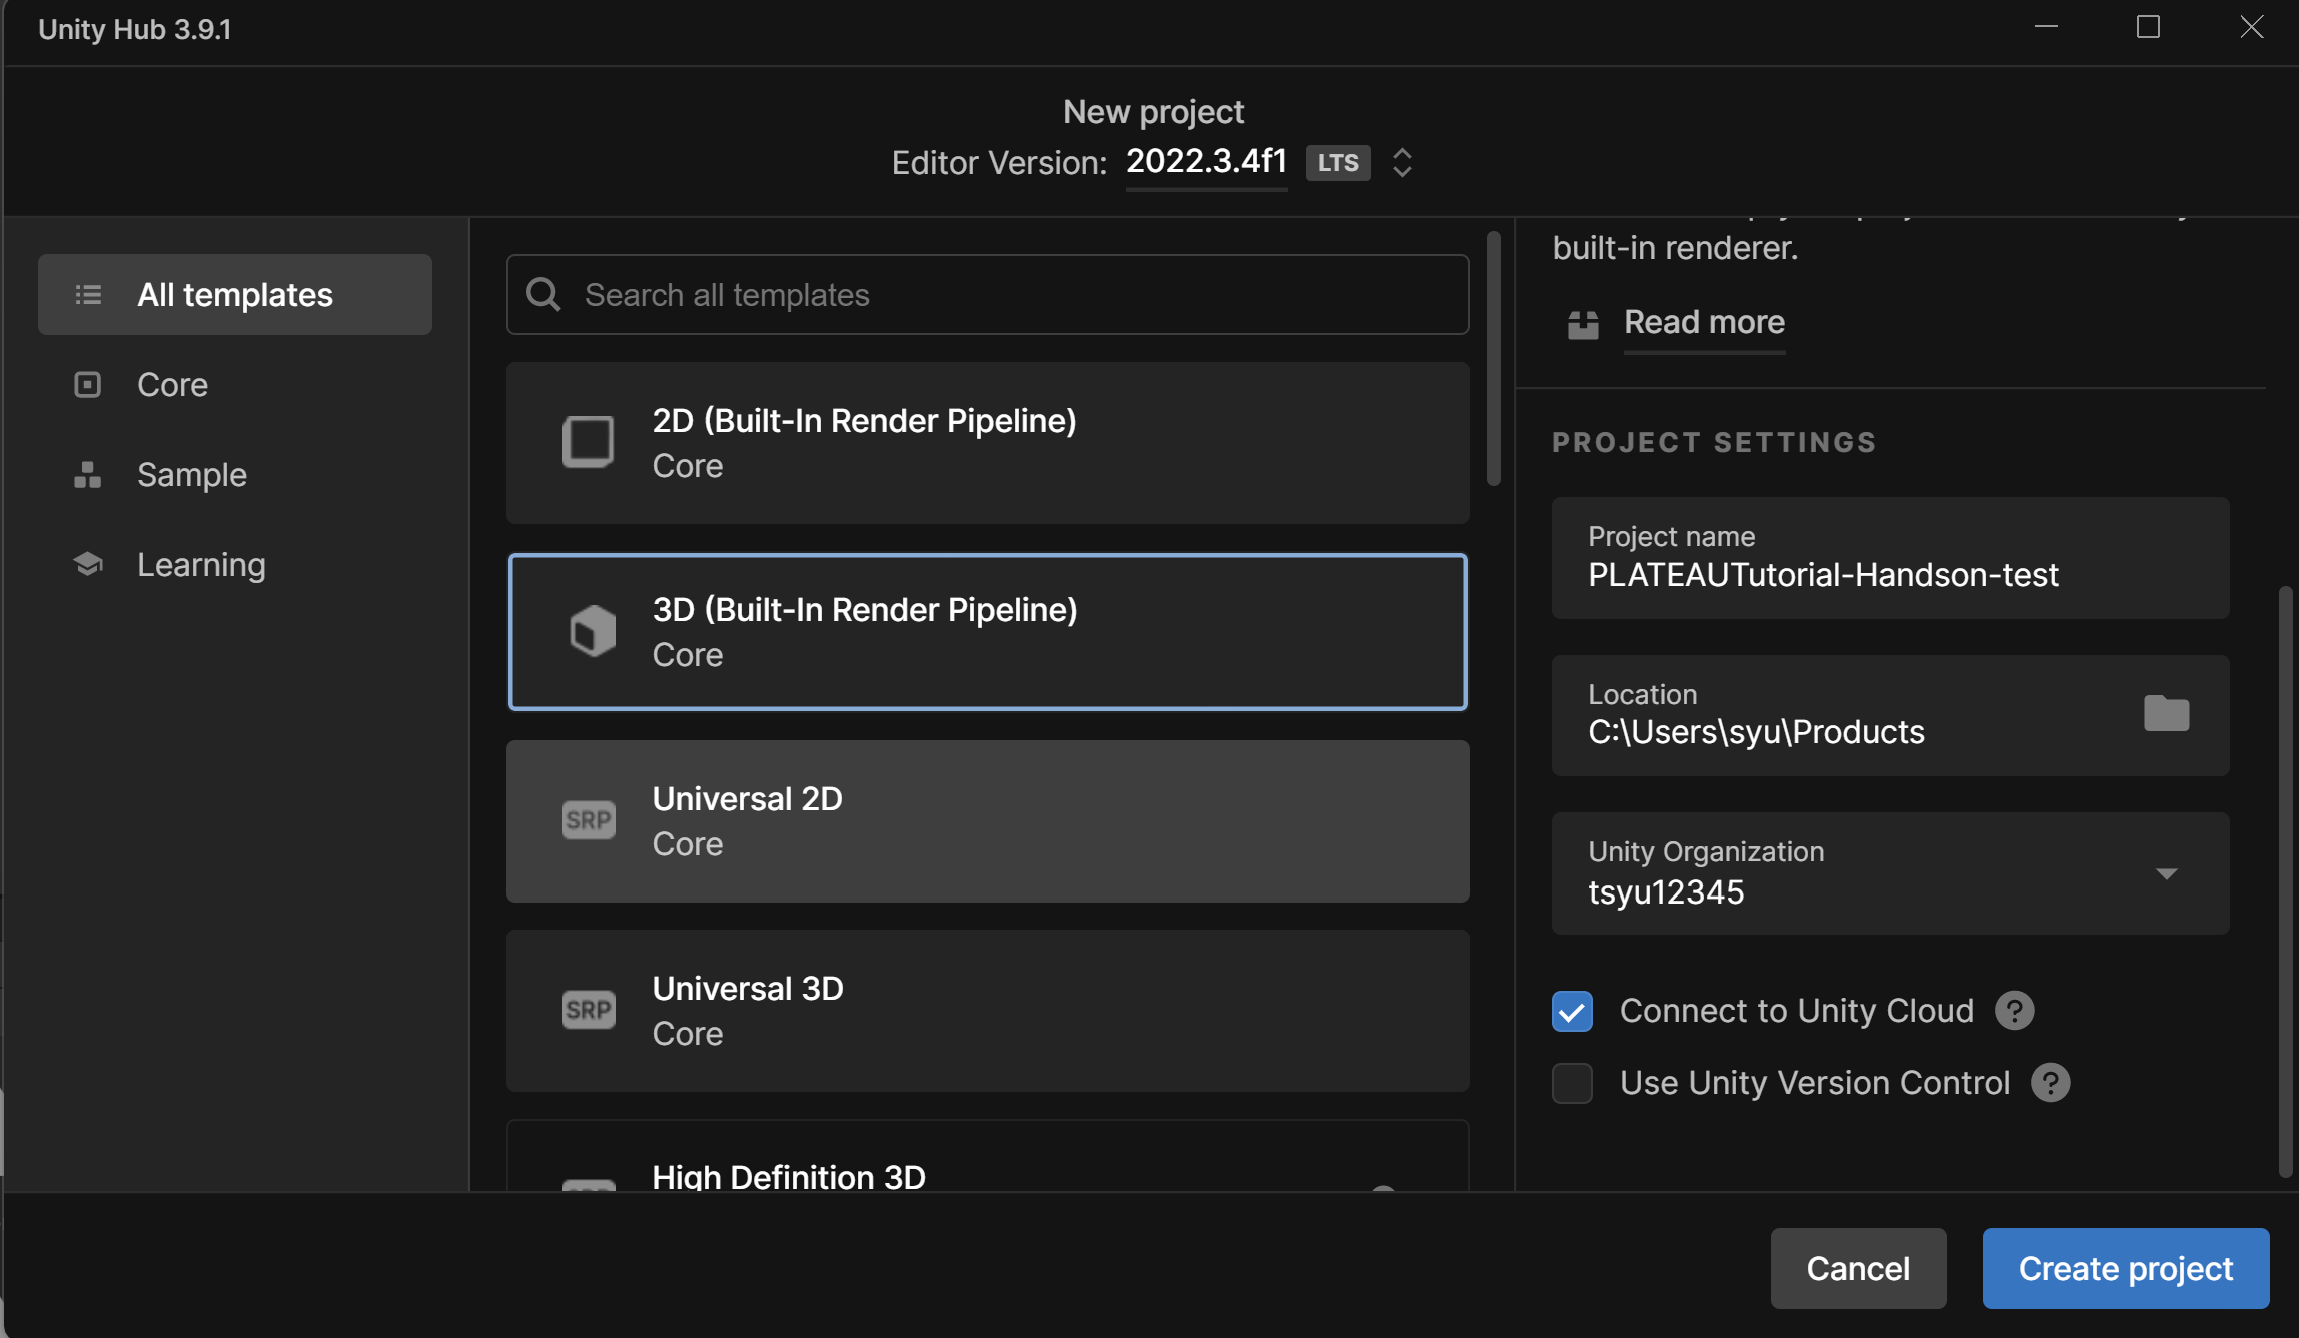 Unity Hub 3.9.1
New project
Editor Version: 2022.3.4f1 LTS
All templates
Core
Sample
Learning
Search all templates
2D (Built-In Render Pipeline)
Core
3D (Built-In Render Pipeline)
Core
SRP
Universal 2D
Core
SRP
Universal 3D
Core
High Definition 3D
built-in renderer.
Read more
PROJECT SETTINGS
Project name
PLATEAUTutorial-Handson-test
Location
C:\Users\syu\Products
Unity Organization
tsyu12345
Connect to Unity Cloud ?
Use Unity Version Control ?
Cancel
Create project